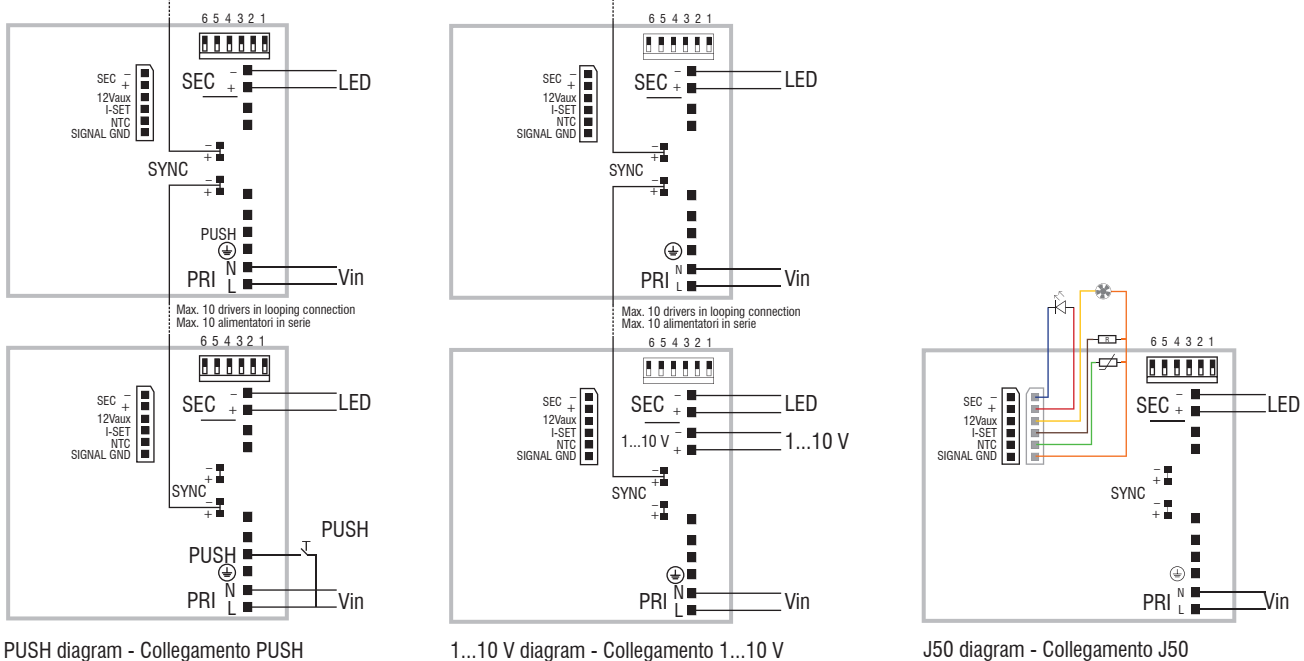 6 5 4 3 2 1
SEC –
+
12Vaux
I-SET
NTC
SIGNAL GND
SEC –
+
LED
–
+
SYNC
–
+
PUSH
N
PRI
L
Vin
Max. 10 drivers in looping connection
Max. 10 alimentatori in serie
6 5 4 3 2 1
SEC –
+
12Vaux
I-SET
NTC
SIGNAL GND
SEC –
+
LED
–
+
SYNC
–
+
PUSH
PUSH
N
PRI
L
Vin
PUSH diagram - Collegamento PUSH
6 5 4 3 2 1
SEC –
+
12Vaux
I-SET
NTC
SIGNAL GND
SEC –
+
LED
–
+
SYNC
–
+
N
PRI
L
Vin
Max. 10 drivers in looping connection
Max. 10 alimentatori in serie
6 5 4 3 2 1
SEC –
+
12Vaux
I-SET
NTC
SIGNAL GND
SEC –
+
LED
1...10 V –
+
1...10 V
–
+
SYNC
–
+
N
PRI
L
Vin
1...10 V diagram - Collegamento 1...10 V
R
6 5 4 3 2 1
SEC –
+
12Vaux
I-SET
NTC
SIGNAL GND
SEC –
+
LED
–
+
SYNC
–
+
N
PRI
L
Vin
J50 diagram - Collegamento J50